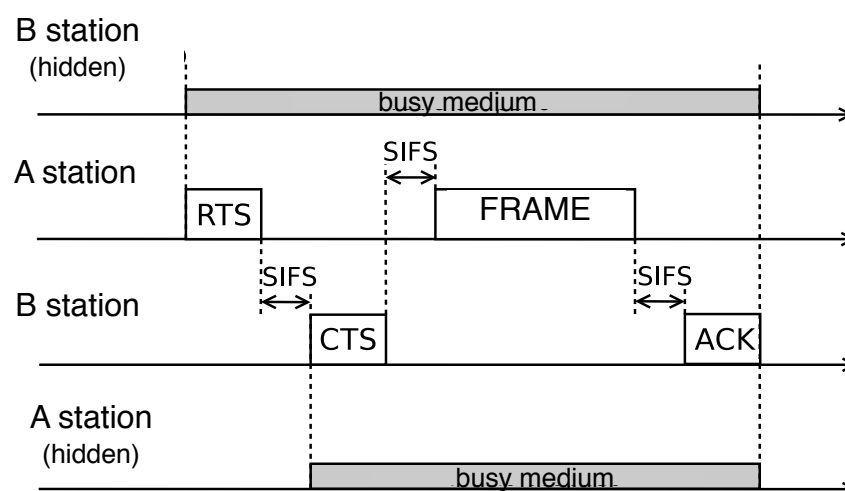 B station
(hidden)
busy medium
SIFS
A station
RTS
FRAME
SIFS
SIFS
B station
CTS
ACK
A station
(hidden)
busy medium